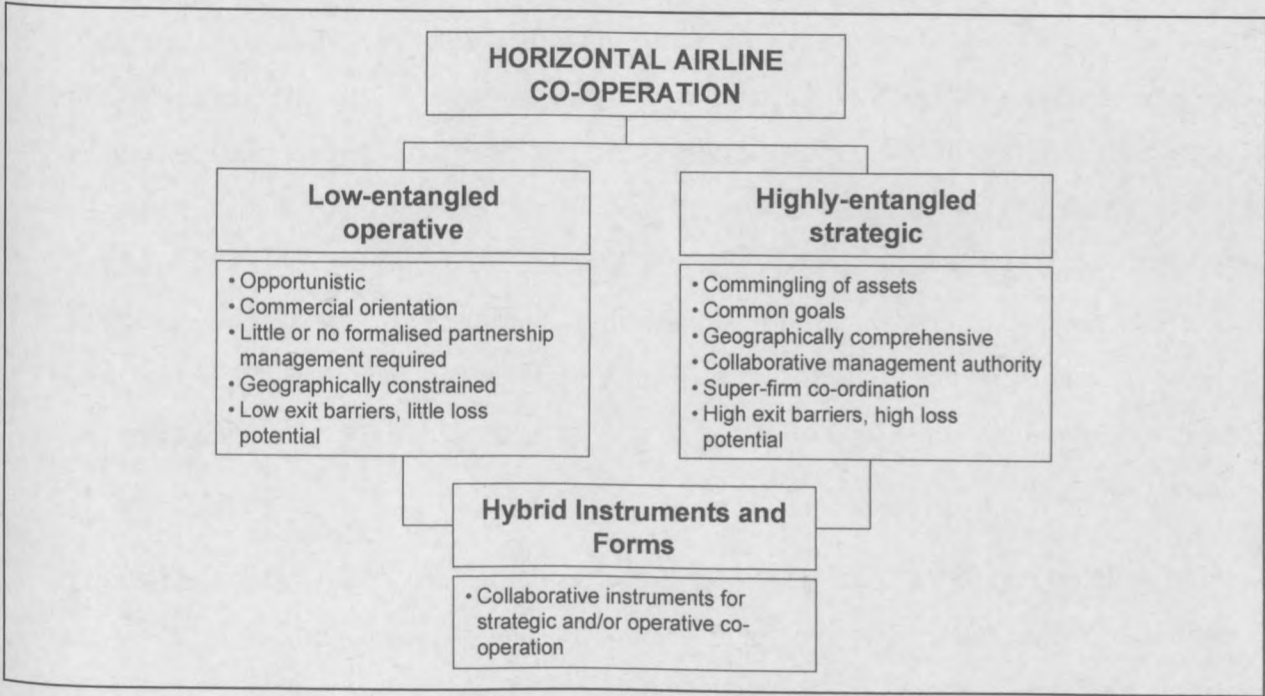 HORIZONTAL AIRLINE
CO-OPERATION
Low-entangled
operative
• Opportunistic
• Commercial orientation
• Little or no formalised partnership
management required
• Geographically constrained
• Low exit barriers, little loss
potential
Highly-entangled
strategic
• Commingling of assets
• Common goals
• Geographically comprehensive
• Collaborative management authority
• Super-firm co-ordination
• High exit barriers, high loss
potential
Hybrid Instruments and
Forms
• Collaborative instruments for
strategic and/or operative co-
operation